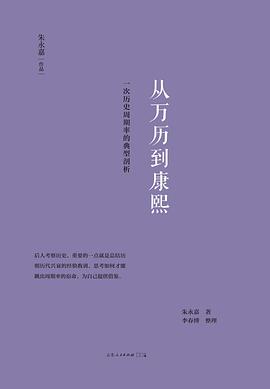 朱永嘉
作品
从万历到康熙
一次历史周期率的典型剖析
后人考察历史，重要的一点就是总结历
朝历代兴衰的经验教训，思考如何才能
跳出周期率的宿命，为自己提供借鉴。
朱永嘉 著
李春博 整理